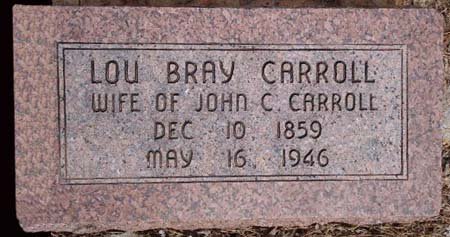 LOU BRAY CARROLL
WIFE OF JOHN C. CARROLL
DEC 10 1859
MAY 16 1946